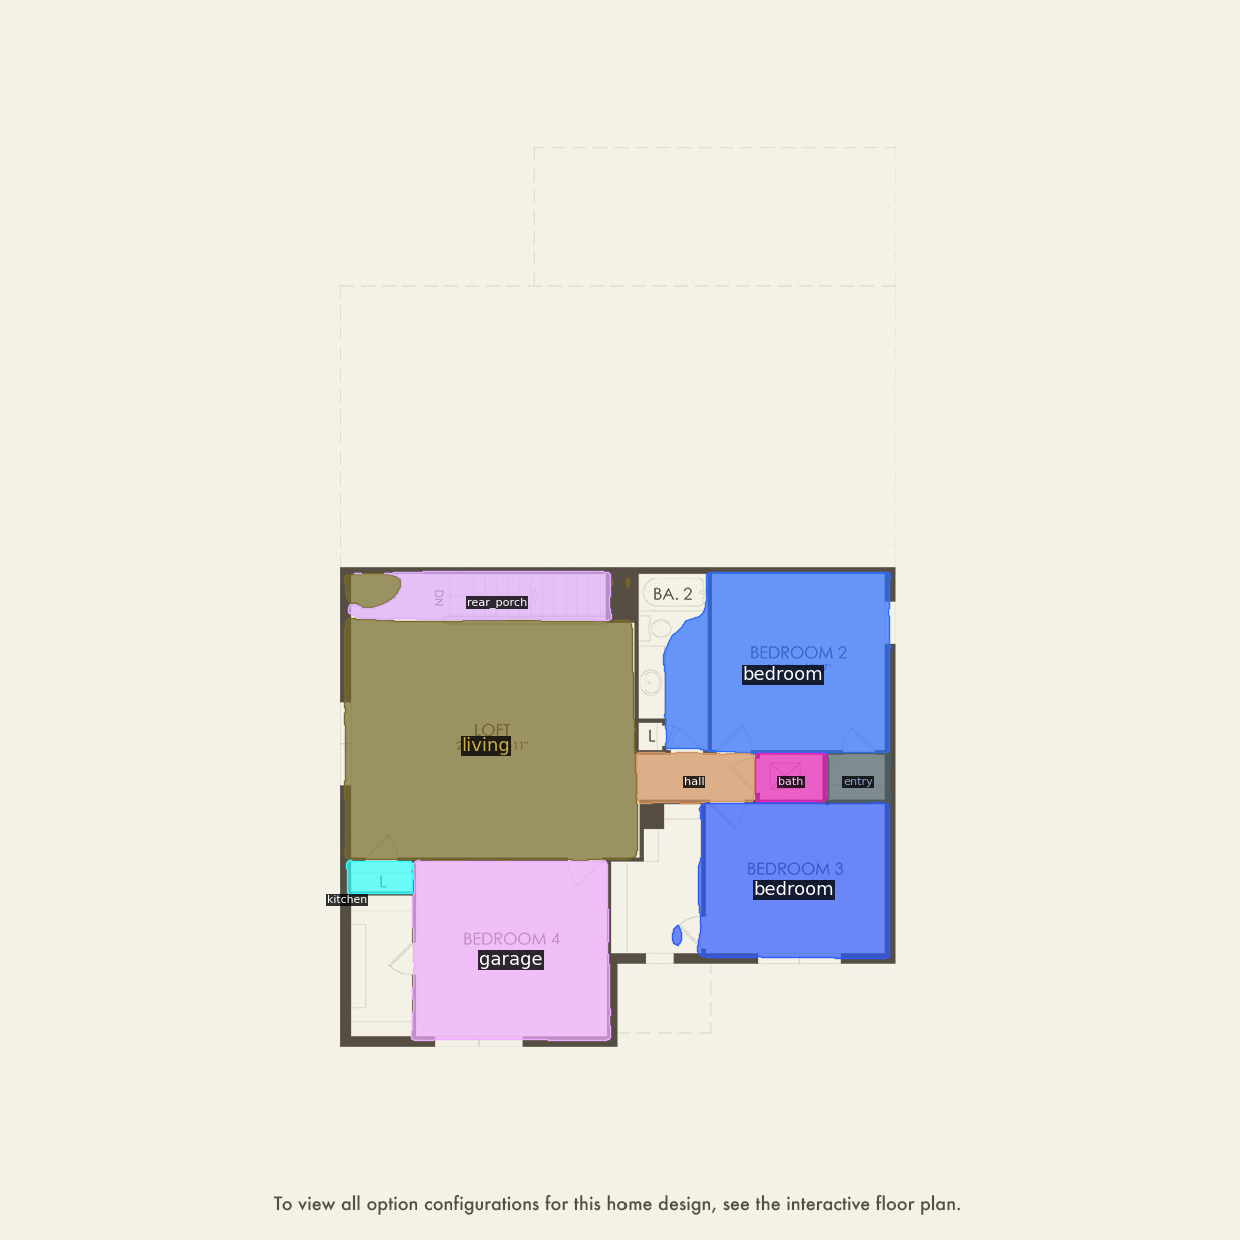 BA. 2
DN
rear_porch
BEDROOM 2
bedroom
LOFT
living
L
hall
bath
entry
BEDROOM 3
bedroom
L
kitchen
BEDROOM 4
garage
To view all option configurations for this home design, see the interactive floor plan.